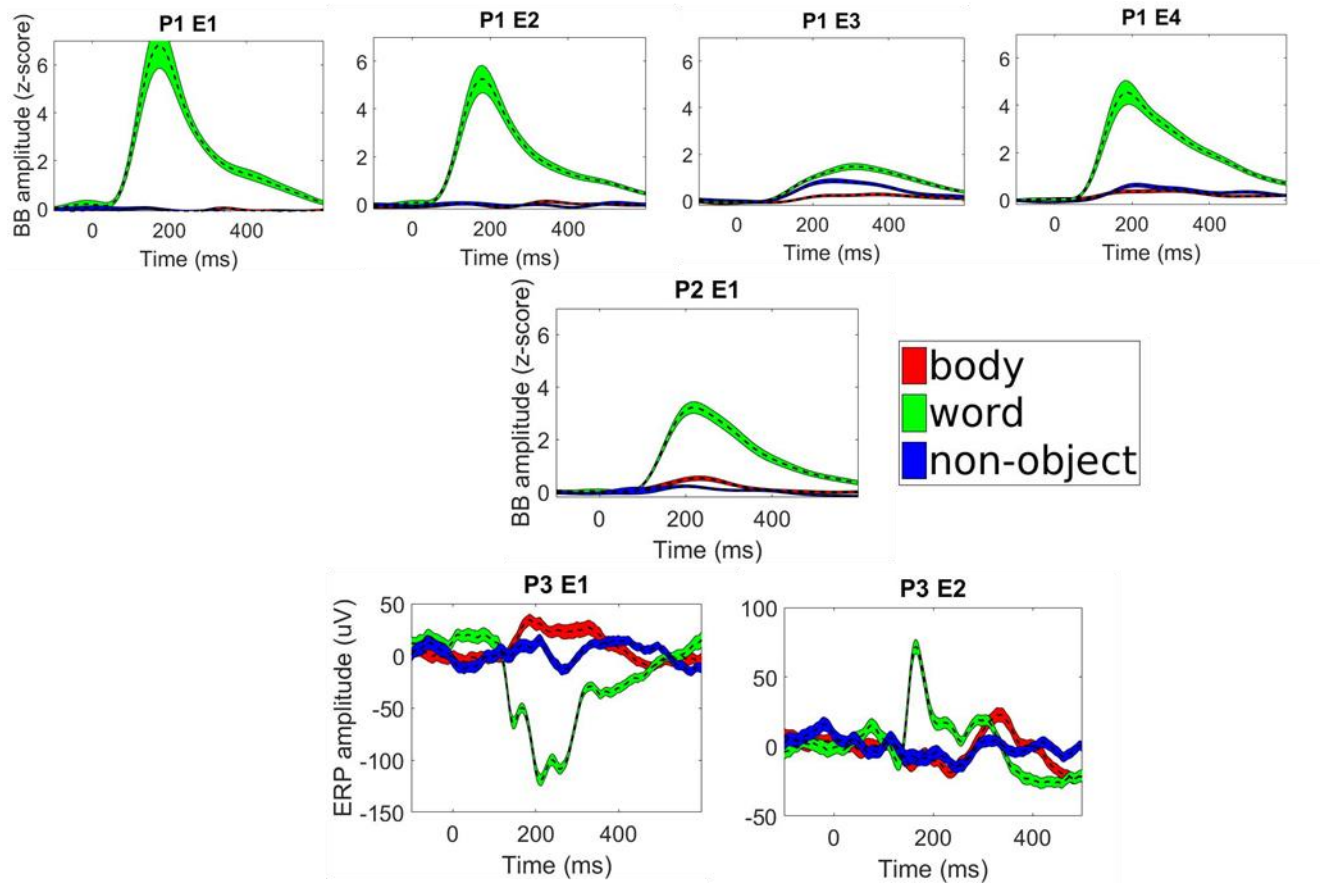 P1 E1
BB amplitude (z-score)
6
4
2
0
0 200 400
Time (ms)
P1 E2
6
4
2
0
0 200 400
Time (ms)
P1 E3
6
4
2
0
0 200 400
Time (ms)
P1 E4
6
4
2
0
0 200 400
Time (ms)
P2 E1
BB amplitude (z-score)
6
4
2
0
0 200 400
Time (ms)
body
word
non-object
P3 E1
ERP amplitude (uV)
50
0
-50
-100
-150
0 200 400
Time (ms)
P3 E2
100
50
0
-50
0 200 400
Time (ms)